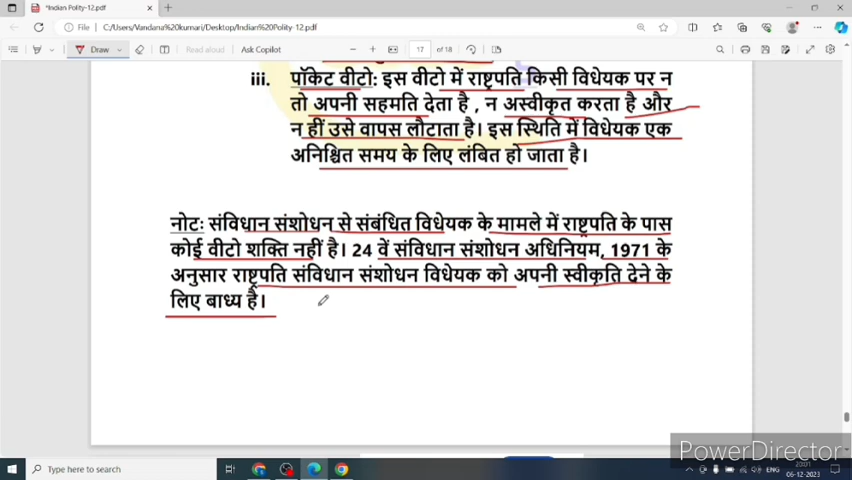 *Indian Polity-12.pdf
File
C:/Users/Vandana%20kumari/Desktop/Indian%20Polity-12.pdf
Draw
Read aloud
Ask Copilot
17
of 18
iii. पॉकेट वीटो: इस वीटो में राष्ट्रपति किसी विधेयक पर न
तो अपनी सहमति देता है , न अस्वीकृत करता है और
न हीं उसे वापस लौटाता है। इस स्थिति में विधेयक एक
अनिश्चित समय के लिए लंबित हो जाता है।
नोट: संविधान संशोधन से संबंधित विधेयक के मामले में राष्ट्रपति के पास
कोई वीटो शक्ति नहीं है। 24 वें संविधान संशोधन अधिनियम, 1971 के
अनुसार राष्ट्रपति संविधान संशोधन विधेयक को अपनी स्वीकृति देने के
लिए बाध्य है।
PowerDirector
Type here to search
ENG
20:01
06-12-2023